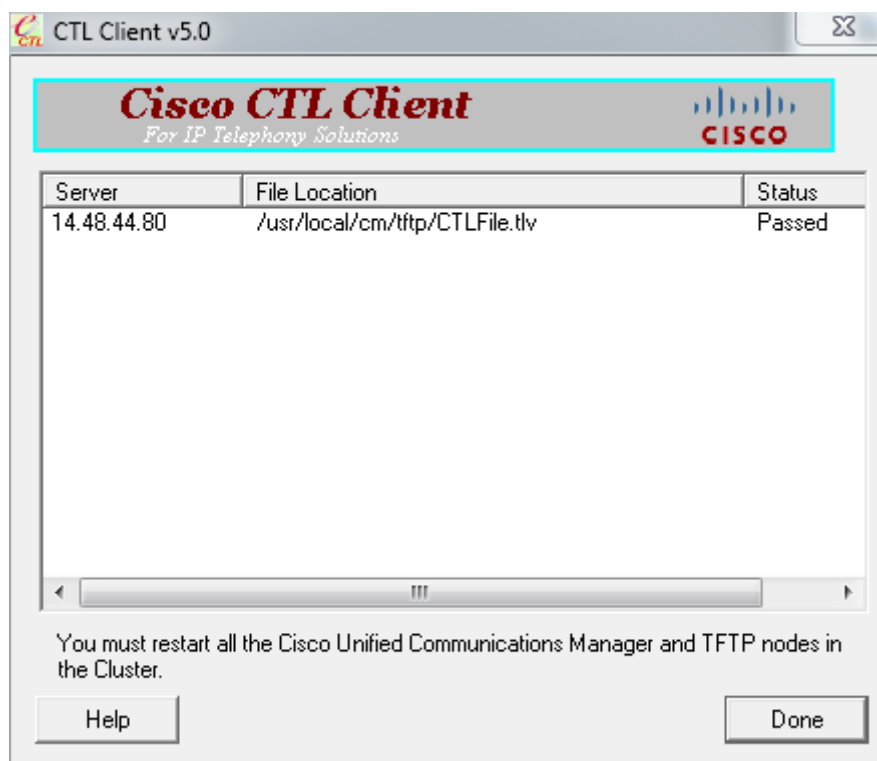 CTL Client v5.0
Cisco CTL Client
For IP Telephony Solutions
CISCO
Server File Location Status
14.48.44.80 /usr/local/cm/tftp/CTLFile.tlv Passed
You must restart all the Cisco Unified Communications Manager and TFTP nodes in
the Cluster.
Help Done